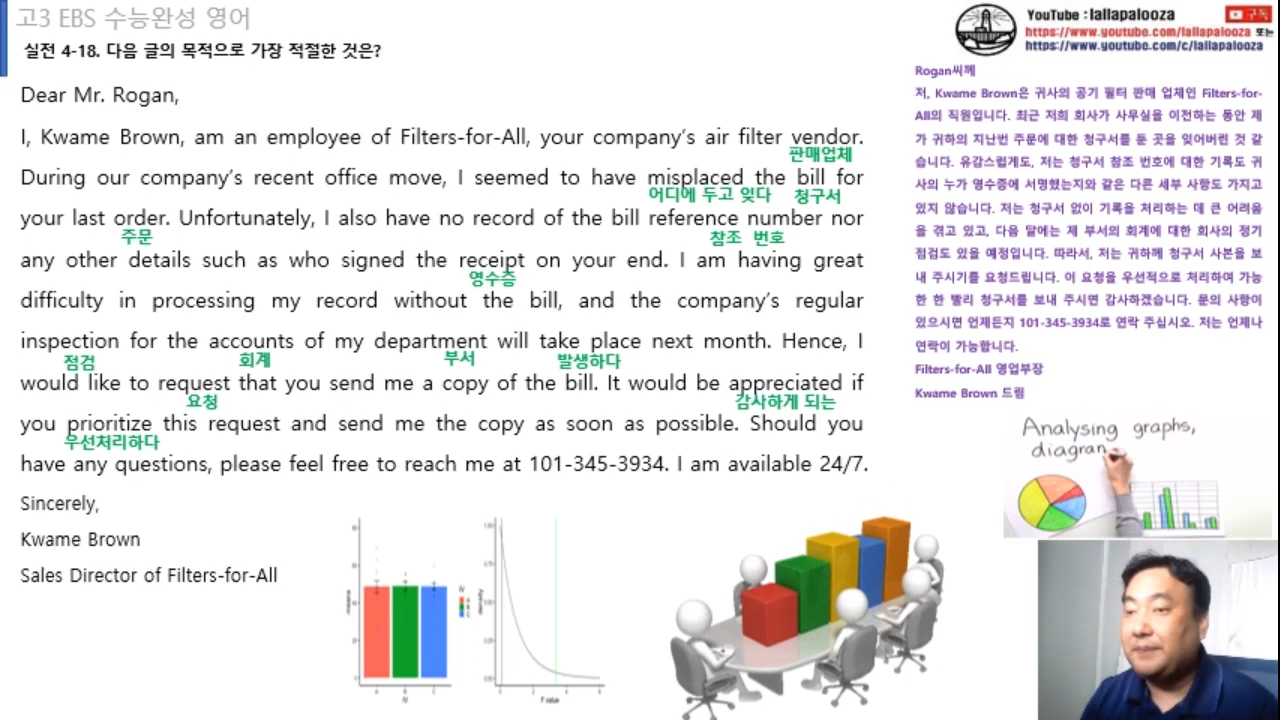 고3 EBS 수능완성 영어
실전 4-18. 다음 글의 목적으로 가장 적절한 것은?
Dear Mr. Rogan,
I, Kwame Brown, am an employee of Filters-for-All, your company's air filter vendor.
판매업체
During our company's recent office move, I seemed to have misplaced the bill for
어디에 두고 잊다 청구서
your last order. Unfortunately, I also have no record of the bill reference number nor
주문 참조 번호
any other details such as who signed the receipt on your end. I am having great
영수증
difficulty in processing my record without the bill, and the company's regular
inspection for the accounts of my department will take place next month. Hence, I
점검 회계 부서 발생하다
would like to request that you send me a copy of the bill. It would be appreciated if
요청 감사하게 되는
you prioritize this request and send me the copy as soon as possible. Should you
우선처리하다
have any questions, please feel free to reach me at 101-345-3934. I am available 24/7.
Sincerely,
Kwame Brown
Sales Director of Filters-for-All
YouTube : lallapalooza
구독
https://www.youtube.com/lallapalooza 또는
https://www.youtube.com/c/lallapalooza
Rogan씨께
저, Kwame Brown은 귀사의 공기 필터 판매 업체인 Filters-for-
All의 직원입니다. 최근 저희 회사가 사무실을 이전하는 동안 제
가 귀하의 지난번 주문에 대한 청구서를 둔 곳을 잊어버린 것 같
습니다. 유감스럽게도, 저는 청구서 참조 번호에 대한 기록도 귀
사의 누가 영수증에 서명했는지와 같은 다른 세부 사항도 가지고
있지 않습니다. 저는 청구서 없이 기록을 처리하는 데 큰 어려움
을 겪고 있고, 다음 달에는 제 부서의 회계에 대한 회사의 정기
점검도 있을 예정입니다. 따라서, 저는 귀하께 청구서 사본을 보
내 주시기를 요청드립니다. 이 요청을 우선적으로 처리하여 가능
한 한 빨리 청구서를 보내 주시면 감사하겠습니다. 문의 사항이
있으시면 언제든지 101-345-3934로 연락 주십시오. 저는 언제나
연락이 가능합니다.
Filters-for-All 영업부장
Kwame Brown 드림
Analysing graphs,
diagram